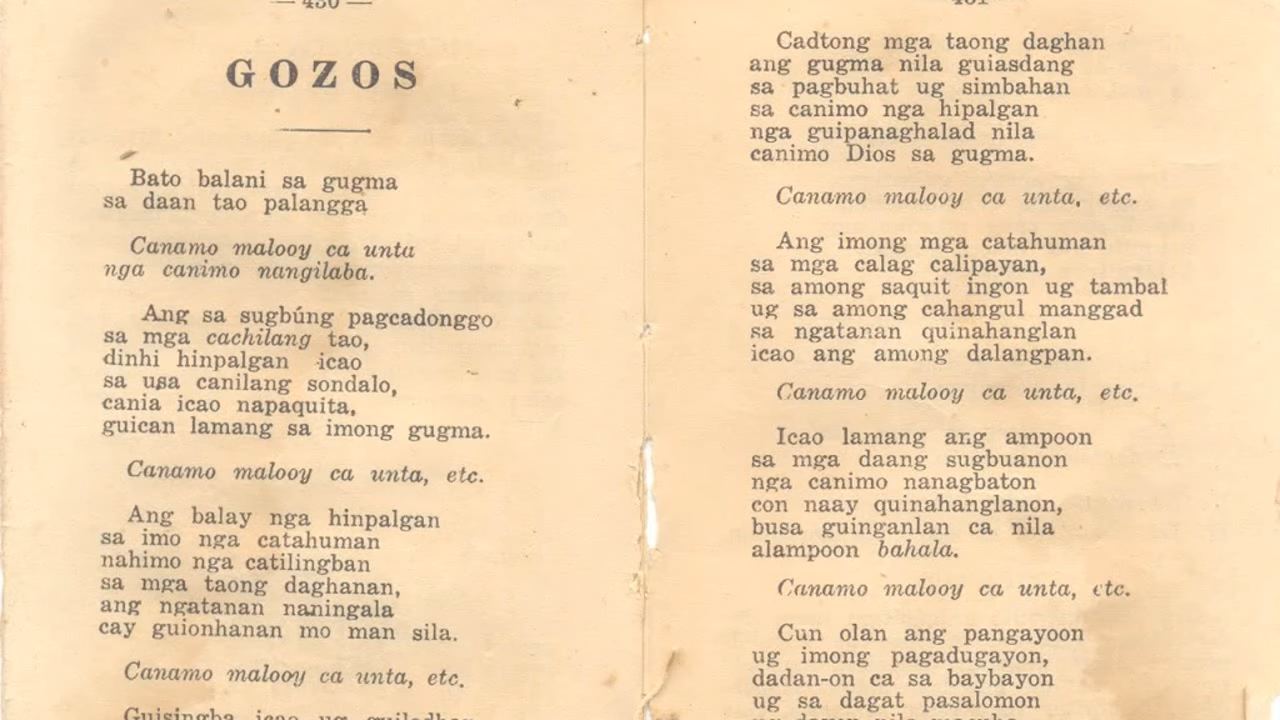 — 430 —
GOZOS
Bato balani sa gugma
sa daan tao palangga
Canamo malooy ca unta
nga canimo nangilaba.
Ang sa sugbúng pagcadonggo
sa mga cachilang tao,
dinhi hinpalgan icao
sa usa canilang sondalo,
cania icao napaquita,
guican lamang sa imong gugma.
Canamo malooy ca unta, etc.
Ang balay nga hinpalgan
sa imo nga catahuman
nahimo nga catilingban
sa mga taong daghanan,
ang ngatanan naningala
cay guionhanan mo man sila.
Canamo malooy ca unta, etc.
Guisingba icao ug
Cadtong mga taong daghan
ang gugma nila guiasdang
sa pagbuhat ug simbahan
sa canimo nga hipalgan
nga guipanaghalad nila
canimo Dios sa gugma.
Canamo malooy ca unta, etc.
Ang imong mga catahuman
sa mga calag calipayan,
sa among saquit ingon ug tambal
ug sa among cahangul manggad
sa ngatanan quinahanglan
icao ang among dalangpan.
Canamo malooy ca unta, etc.
Icao lamang ang ampoon
sa mga daang sugbuanon
nga canimo nanagbaton
con naay quinahanglanon,
busa guinganlan ca nila
alampoon bahala.
Canamo malooy ca unta, etc.
Cun olan ang pangayoon
ug imong pagadugayon,
dadan-on ca sa baybayon
ug sa dagat pasalomon